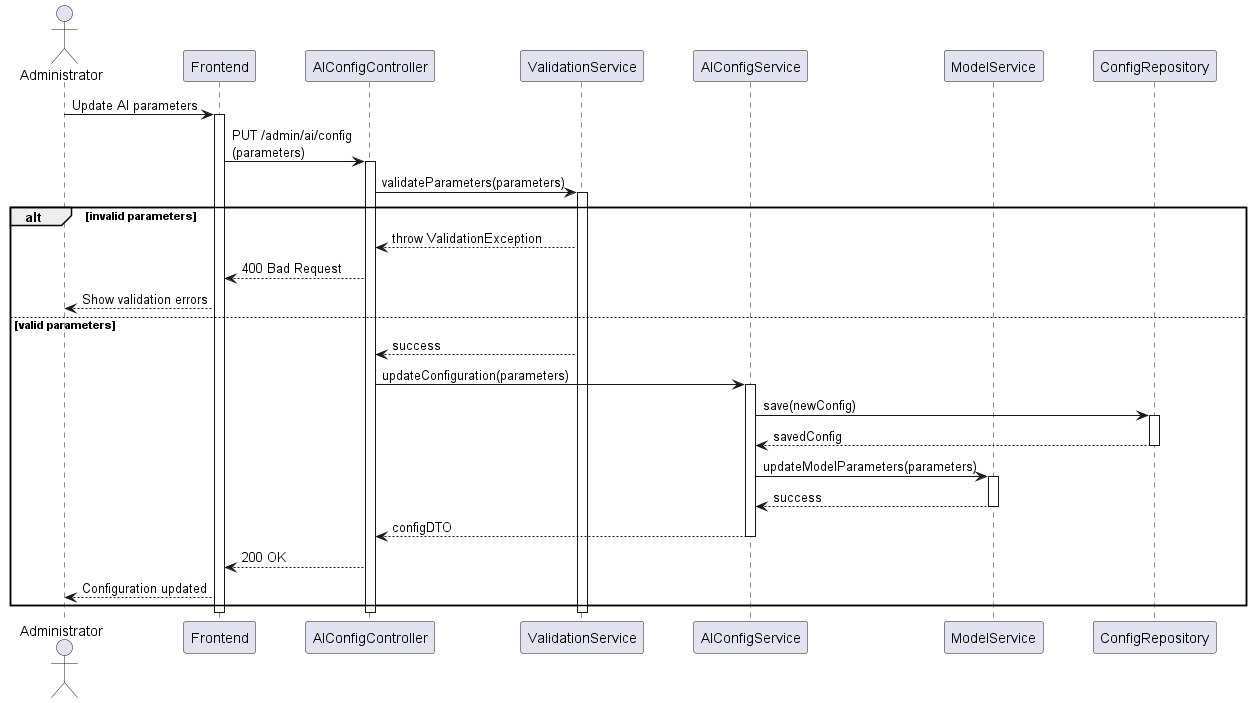 Administrator
Frontend
AIConfigController
ValidationService
AIConfigService
ModelService
ConfigRepository
Update AI parameters
PUT /admin/ai/config
(parameters)
validateParameters(parameters)
alt
[invalid parameters]
throw ValidationException
400 Bad Request
Show validation errors
[valid parameters]
success
updateConfiguration(parameters)
save(newConfig)
savedConfig
updateModelParameters(parameters)
success
configDTO
200 OK
Configuration updated
Administrator
Frontend
AIConfigController
ValidationService
AIConfigService
ModelService
ConfigRepository